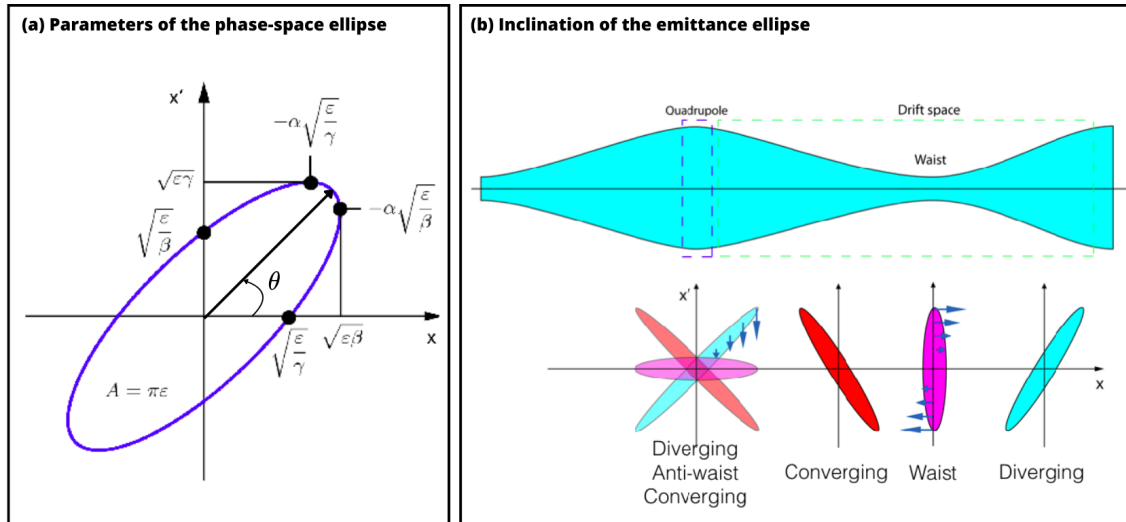 (a) Parameters of the phase-space ellipse
x′
−α√(ε/γ)
√(εγ)
−α√(ε/β)
√(ε/β)
θ
x
√(εβ)
√(ε/γ)
A = πε
(b) Inclination of the emittance ellipse
Quadrupole
Drift space
Waist
x′
x
Diverging
Anti-waist
Converging
Converging
Waist
Diverging